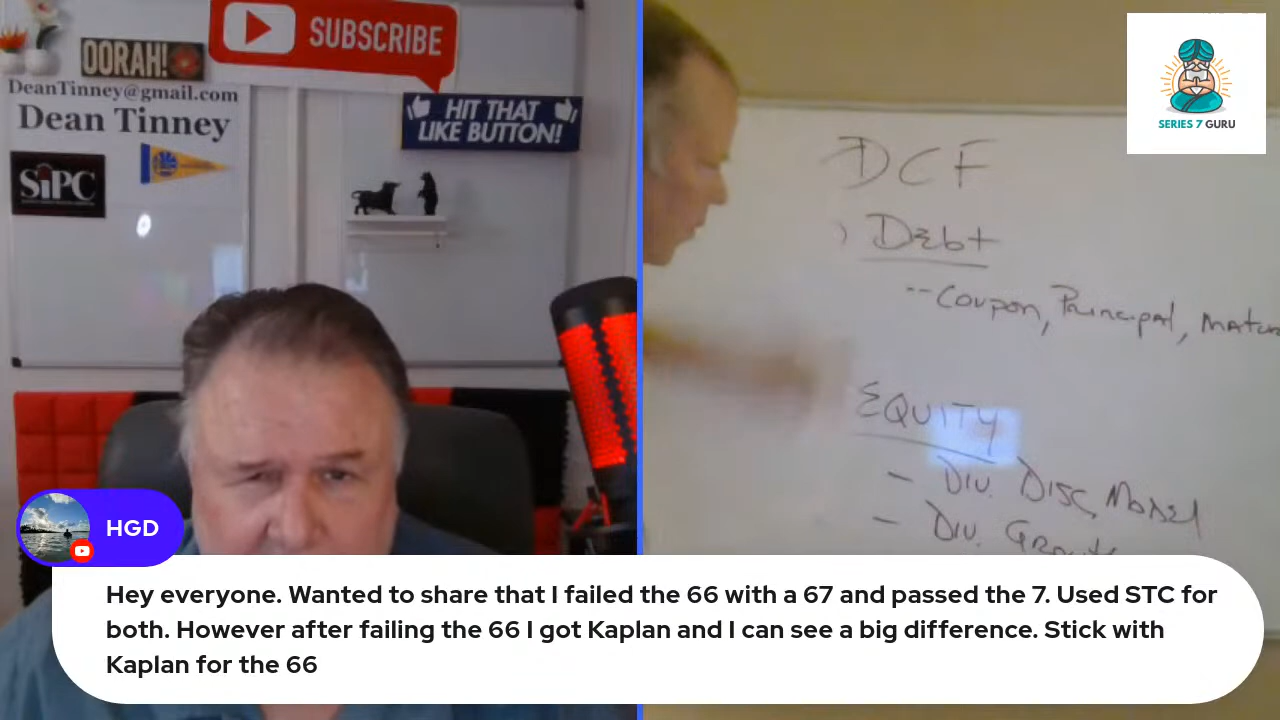 SUBSCRIBE
OORAH!
DeanTinney@gmail.com
Dean Tinney
HIT THAT
LIKE BUTTON!
SiPC
SERIES 7 GURU
DCF
) Debt
-- Coupon, Principal,
EQUITY
- Div. Disc, Model
- Div.
HGD
Hey everyone. Wanted to share that I failed the 66 with a 67 and passed the 7. Used STC for
both. However after failing the 66 I got Kaplan and I can see a big difference. Stick with
Kaplan for the 66